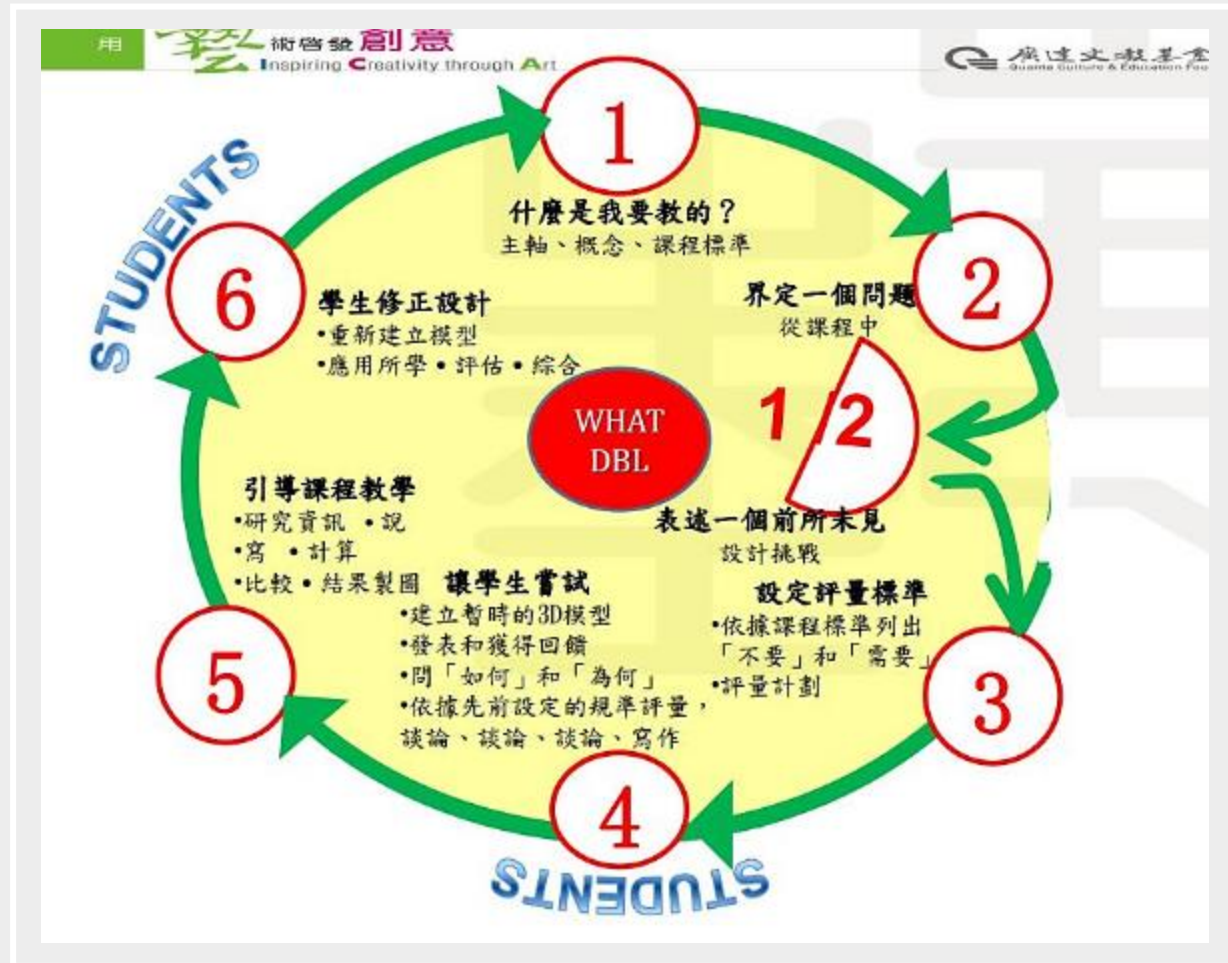 用
藝術啓發創意
Inspiring Creativity through Art
廣達文教基金
Quanta Culture & Education Fou
STUDENTS
1
什麼是我要教的？
主軸、概念、課程標準
2
界定一個問題
從課程中
1/2
表述一個前所未見
設計挑戰
設定評量標準
•依據課程標準列出
「不要」和「需要」
•評量計劃
3
WHAT
DBL
讓學生嘗試
•建立暫時的3D模型
•發表和獲得回饋
•問「如何」和「為何」
•依據先前設定的規準評量，
談論、談論、談論、寫作
4
STUDENTS
引導課程教學
•研究資訊 •說
•寫 •計算
•比較•結果製圖
5
6
學生修正設計
•重新建立模型
•應用所學•評估•綜合